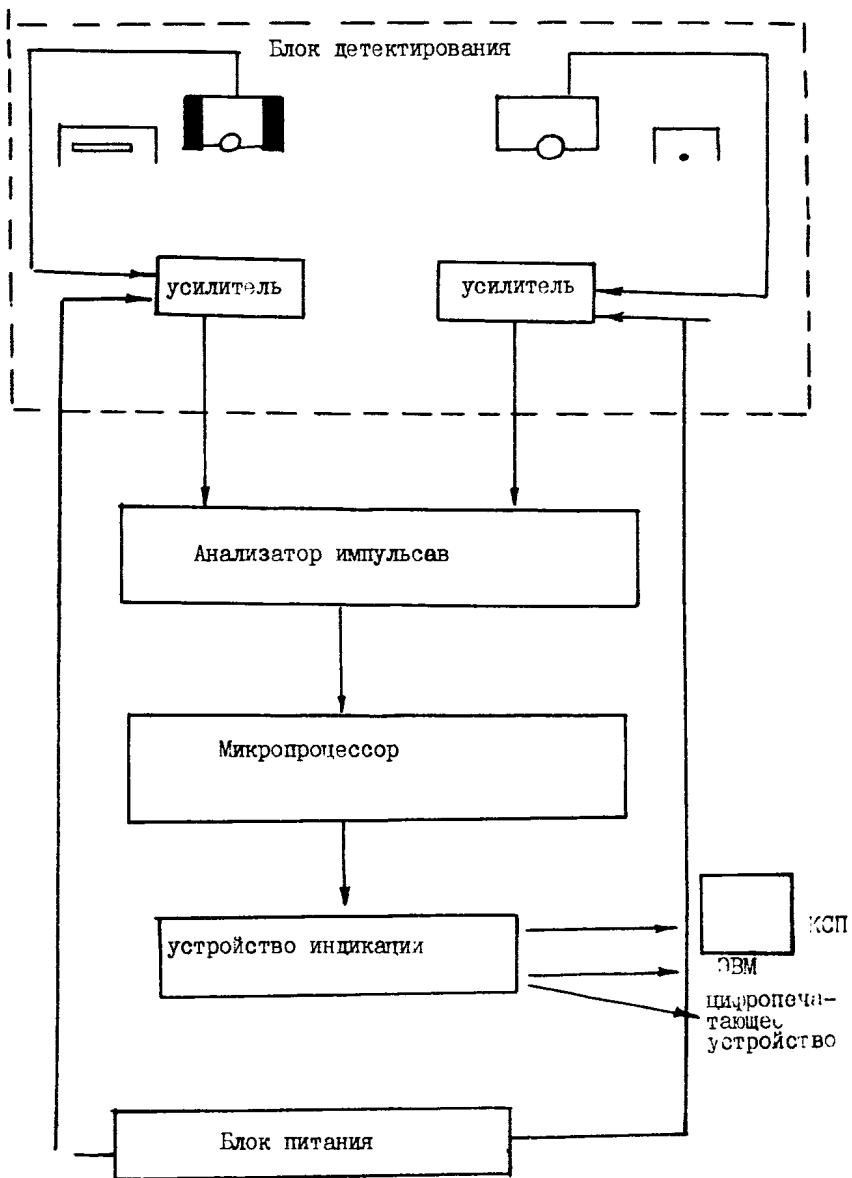 Блок детектирования
усилитель
усилитель
Анализатор импульсав
Микропроцессор
устройство индикации
КСП
ЭВМ
цифропеча-
тающее
устройство
Блок питания